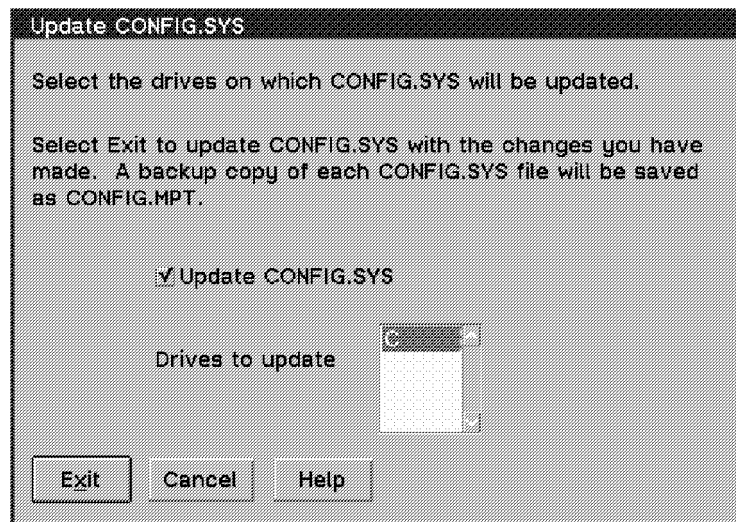 Update CONFIG.SYS
Select the drives on which CONFIG.SYS will be updated.
Select Exit to update CONFIG.SYS with the changes you have
made. A backup copy of each CONFIG.SYS file will be saved
as CONFIG.MPT.
Update CONFIG.SYS
Drives to update
C
Exit Cancel Help